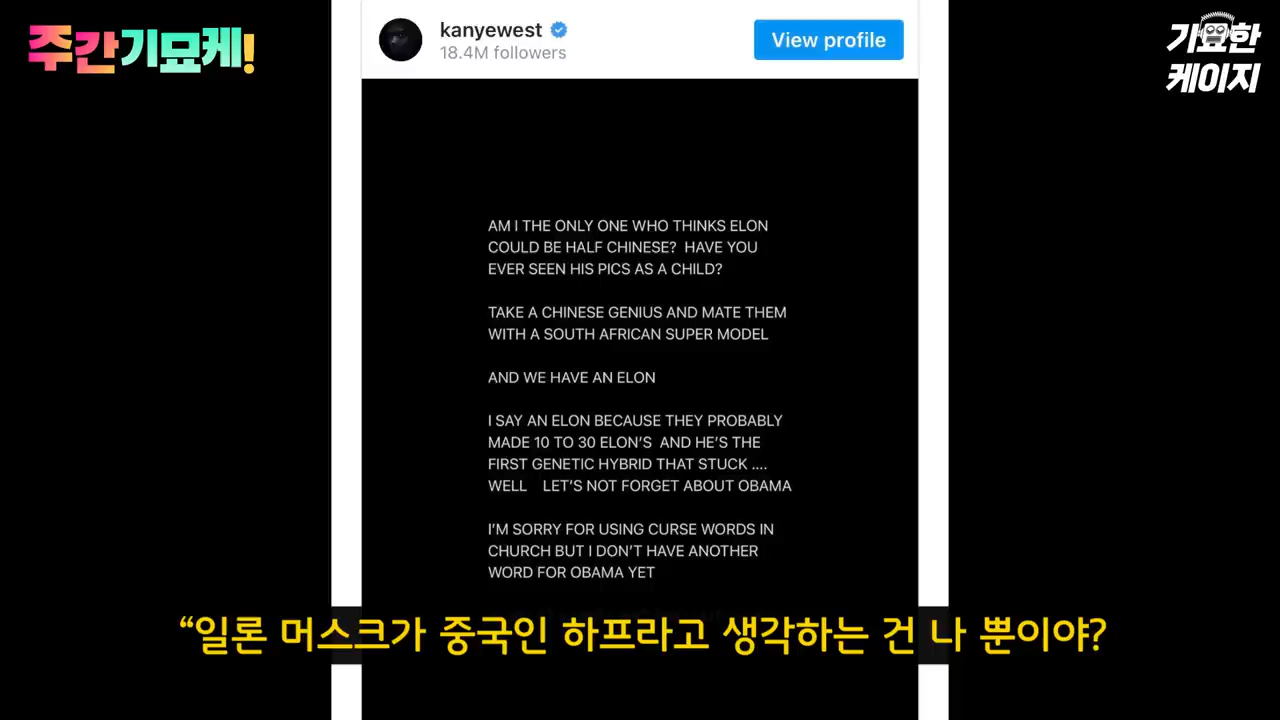 주간기묘케!
kanyewest
18.4M followers
View profile
기묘한
케이지
AM I THE ONLY ONE WHO THINKS ELON
COULD BE HALF CHINESE?  HAVE YOU
EVER SEEN HIS PICS AS A CHILD?
TAKE A CHINESE GENIUS AND MATE THEM
WITH A SOUTH AFRICAN SUPER MODEL
AND WE HAVE AN ELON
I SAY AN ELON BECAUSE THEY PROBABLY
MADE 10 TO 30 ELON'S  AND HE'S THE
FIRST GENETIC HYBRID THAT STUCK ....
WELL    LET'S NOT FORGET ABOUT OBAMA
I'M SORRY FOR USING CURSE WORDS IN
CHURCH BUT I DON'T HAVE ANOTHER
WORD FOR OBAMA YET
“일론 머스크가 중국인 하프라고 생각하는 건 나 뿐이야?